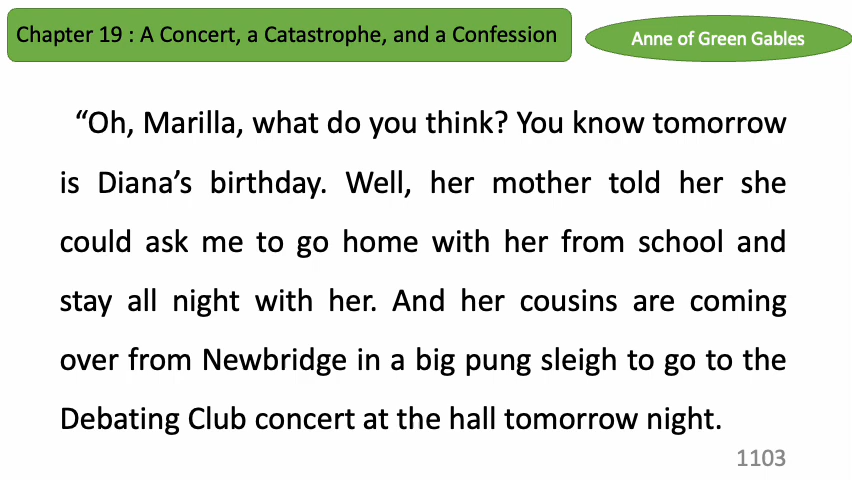 Chapter 19 : A Concert, a Catastrophe, and a Confession
Anne of Green Gables
“Oh, Marilla, what do you think? You know tomorrow
is Diana’s birthday. Well, her mother told her she
could ask me to go home with her from school and
stay all night with her. And her cousins are coming
over from Newbridge in a big pung sleigh to go to the
Debating Club concert at the hall tomorrow night.
1103